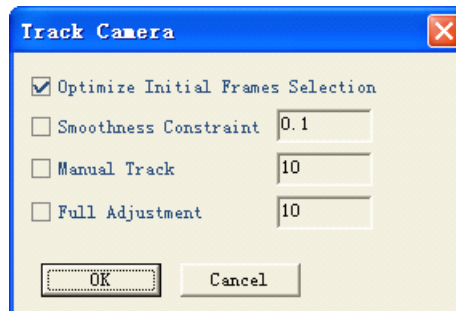 Track Camera
Optimize Initial Frames Selection
Smoothness Constraint 0.1
Manual Track 10
Full Adjustment 10
OK Cancel